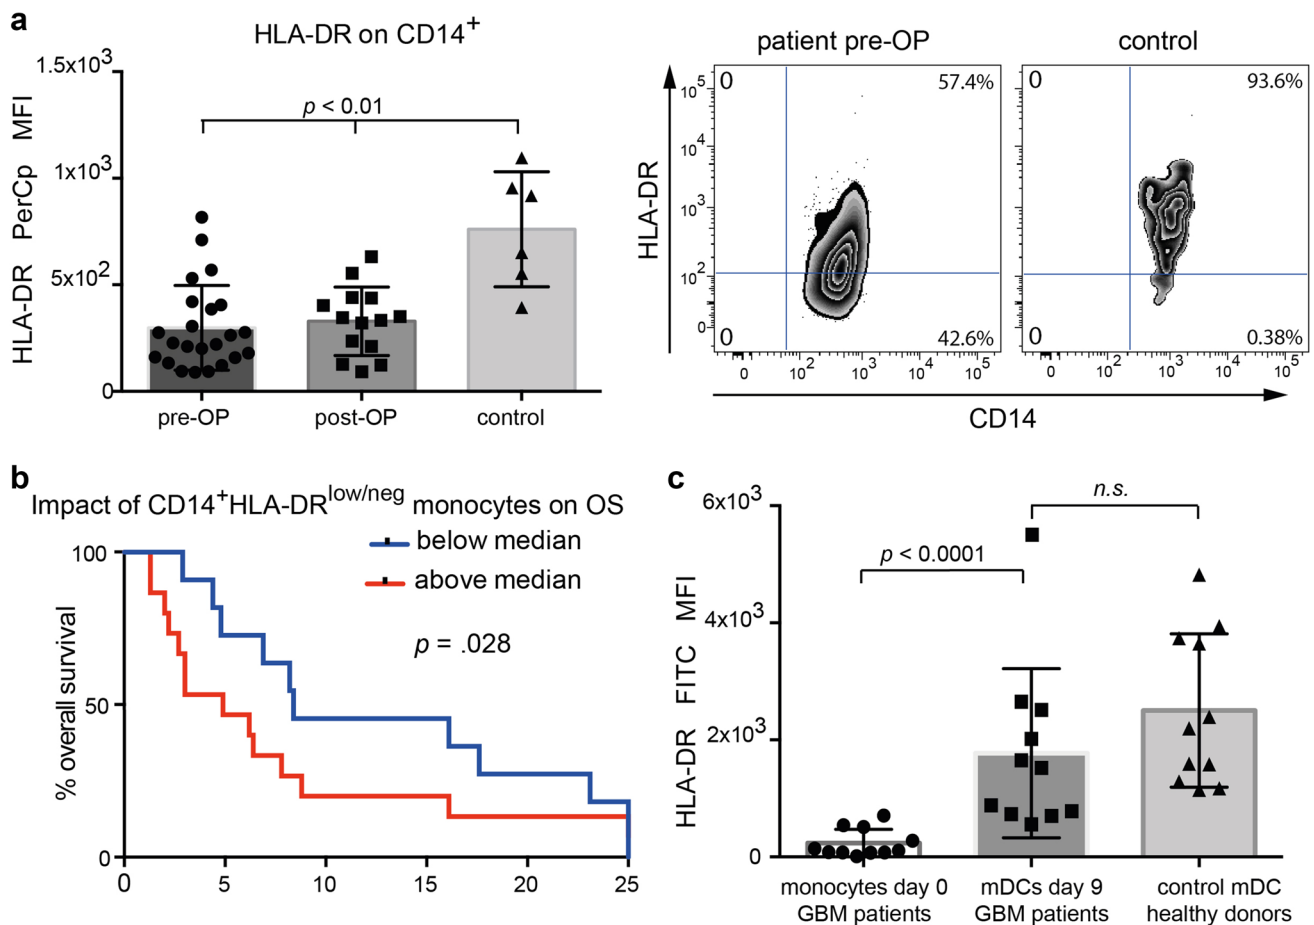 a
HLA-DR on CD14+
HLA-DR PerCp MFI
1.5x10³
1x10³
5x10²
0
p < 0.01
pre-OP
post-OP
control
patient pre-OP
control
HLA-DR
10⁵
10⁴
10³
10²
0
0
57.4%
0
42.6%
0
93.6%
0
0.38%
0
10²
10³
10⁴
10⁵
0
10²
10³
10⁴
10⁵
CD14
b
Impact of CD14+HLA-DRlow/neg monocytes on OS
below median
above median
p = .028
% overall survival
100
50
0
0
5
10
15
20
25
c
HLA-DR FITC MFI
6x10³
4x10³
2x10³
0
p < 0.0001
n.s.
monocytes day 0
GBM patients
mDCs day 9
GBM patients
control mDC
healthy donors